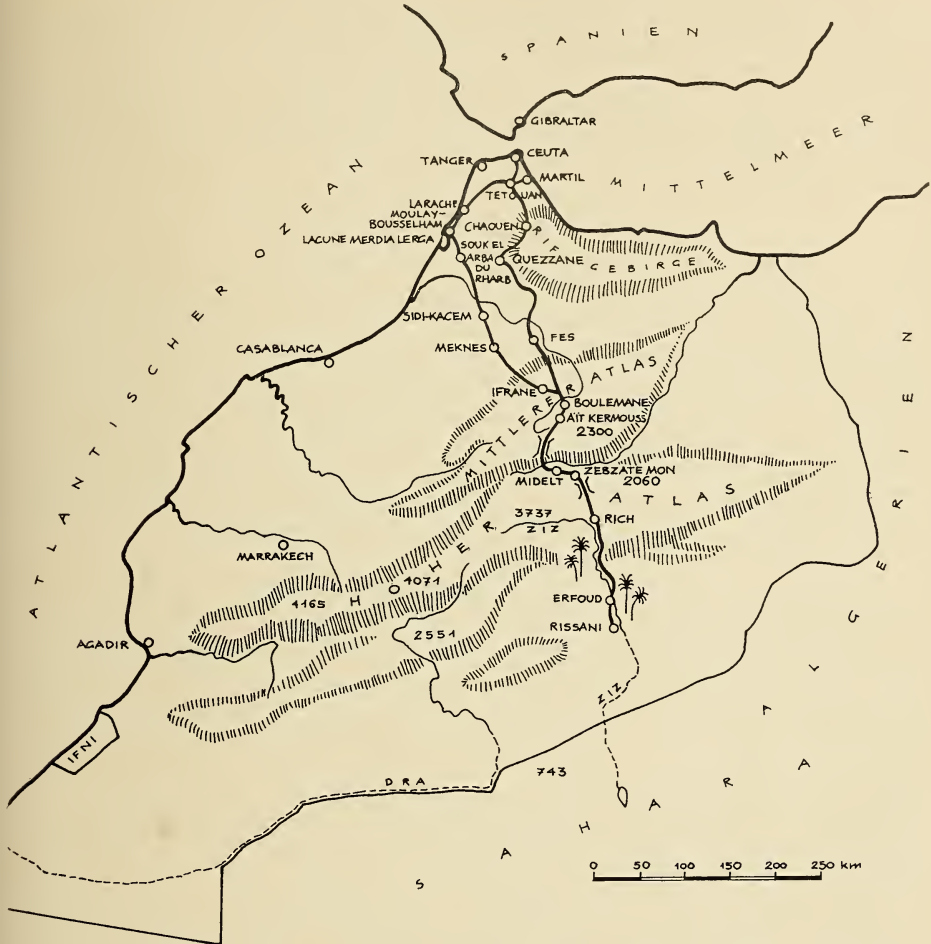 SPANIEN
GIBRALTAR
MITTELMEER
TANGER
CEUTA
MARTIL
TETOUAN
ATLANTISCHER OZEAN
LARACHE
MOULAY-
BOUSSELHAM
LACUNE MERDIA LERGA
CHAOUEN
RIF GEBIRGE
SOUK EL
ARBA
DU
RHARB
QUEZZANE
SIDI-KACEM
FES
CASABLANCA
MEKNES
IFRANE
MITTLERER ATLAS
BOULEMANE
AÏT KERMOUSS
2300
MIDELT
ZEBZATE MON
2060
HOHER ATLAS
3737
ZIZ
RICH
MARRAKECH
4071
4165
ERFOUD
RISSANI
AGADIR
2551
ZIZ
IFNI
DRA
743
ALGERIEN
SAHARA
0 50 100 150 200 250 km